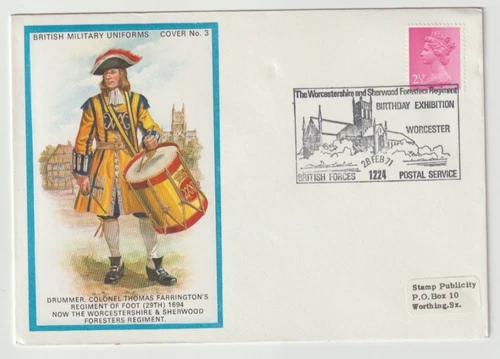 BRITISH MILITARY UNIFORMS COVER No. 3
DRUMMER. COLONEL THOMAS FARRINGTON'S
REGIMENT OF FOOT (29TH) 1694
NOW THE WORCESTERSHIRE & SHERWOOD
FORESTERS REGIMENT.
2½
The Worcestershire and Sherwood Foresters Regiment
BIRTHDAY EXHIBITION
WORCESTER
28 FEB 71
BRITISH FORCES 1224 POSTAL SERVICE
Stamp Publicity
P.O. Box 10
Worthing.Sx.